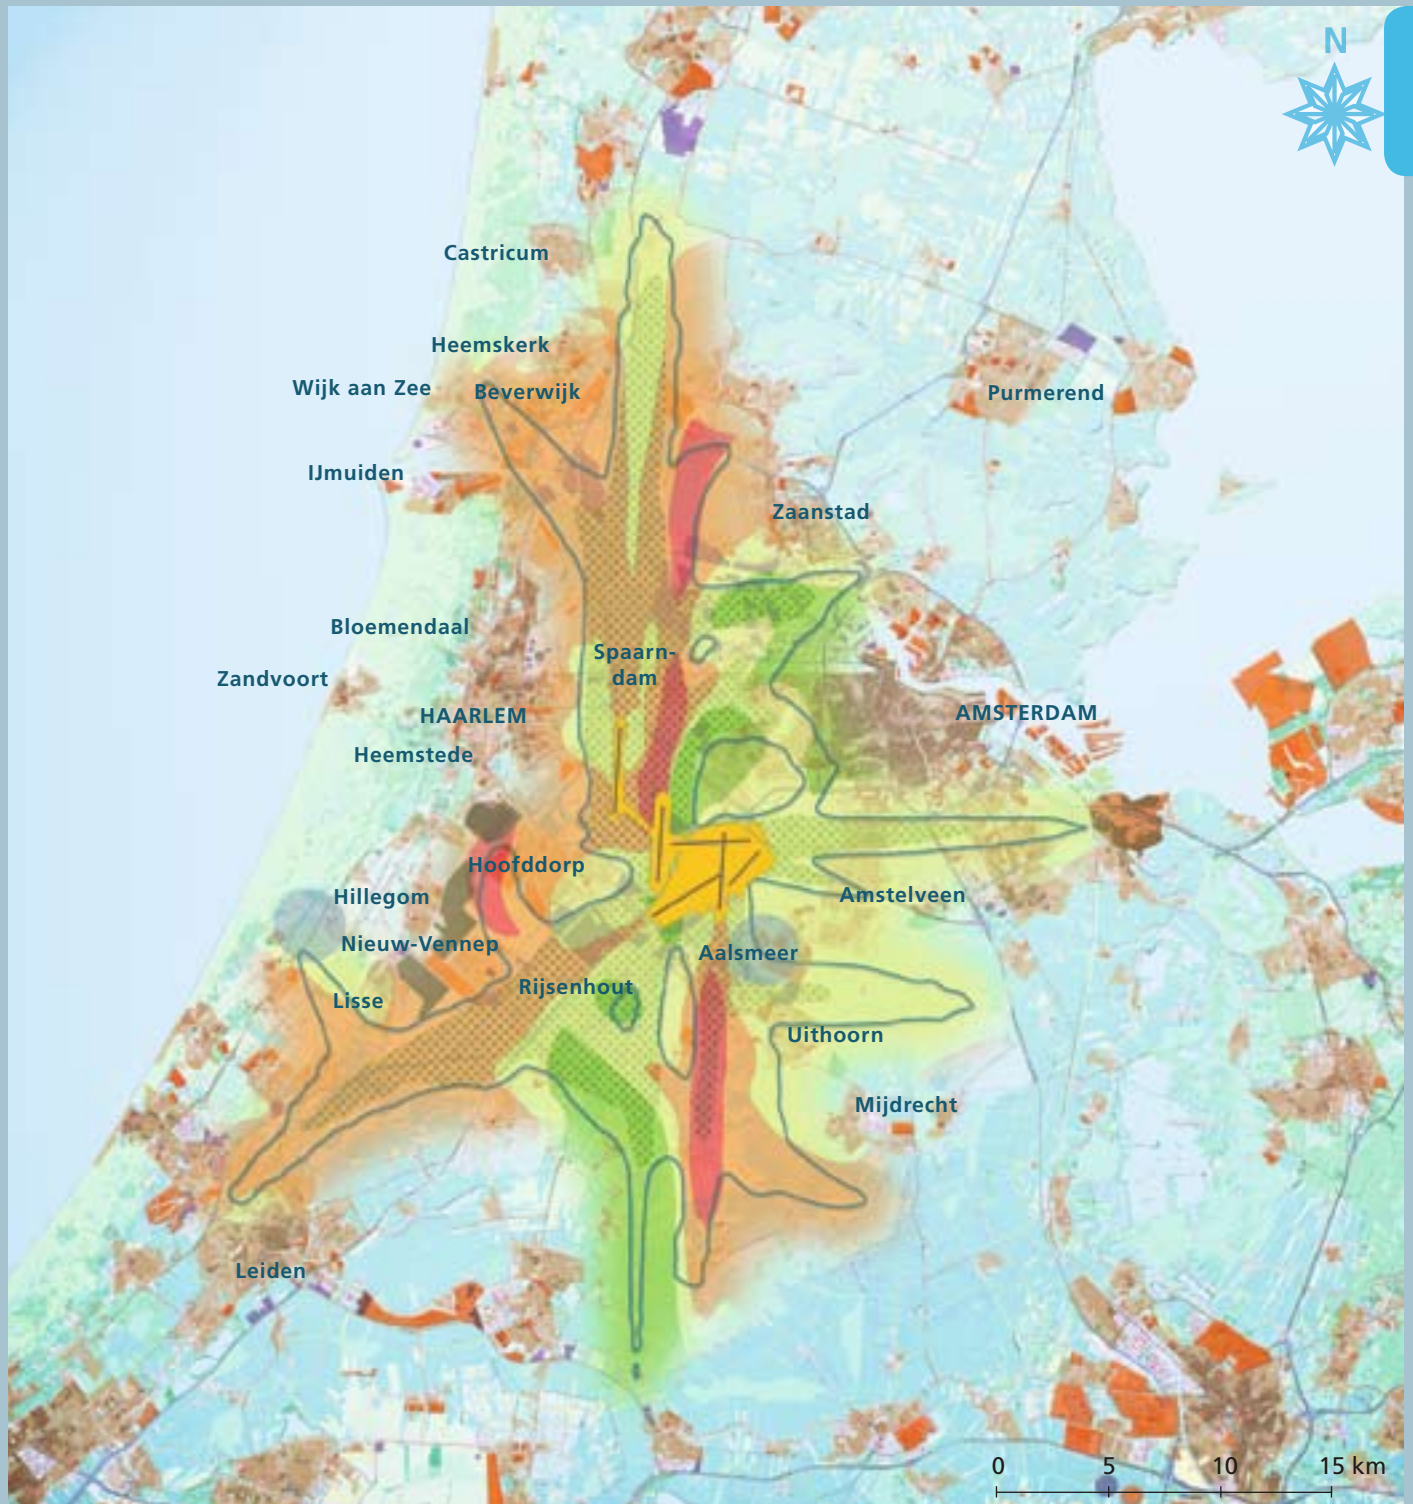 N
Castricum
Heemskerk
Wijk aan Zee
Beverwijk
Purmerend
IJmuiden
Zaanstad
Bloemendaal
Spaarn-
dam
Zandvoort
HAARLEM
AMSTERDAM
Heemstede
Hoofddorp
Hillegom
Amstelveen
Nieuw-Vennep
Aalsmeer
Rijsenhout
Lisse
Uithoorn
Mijdrecht
Leiden
0 5 10 15 km